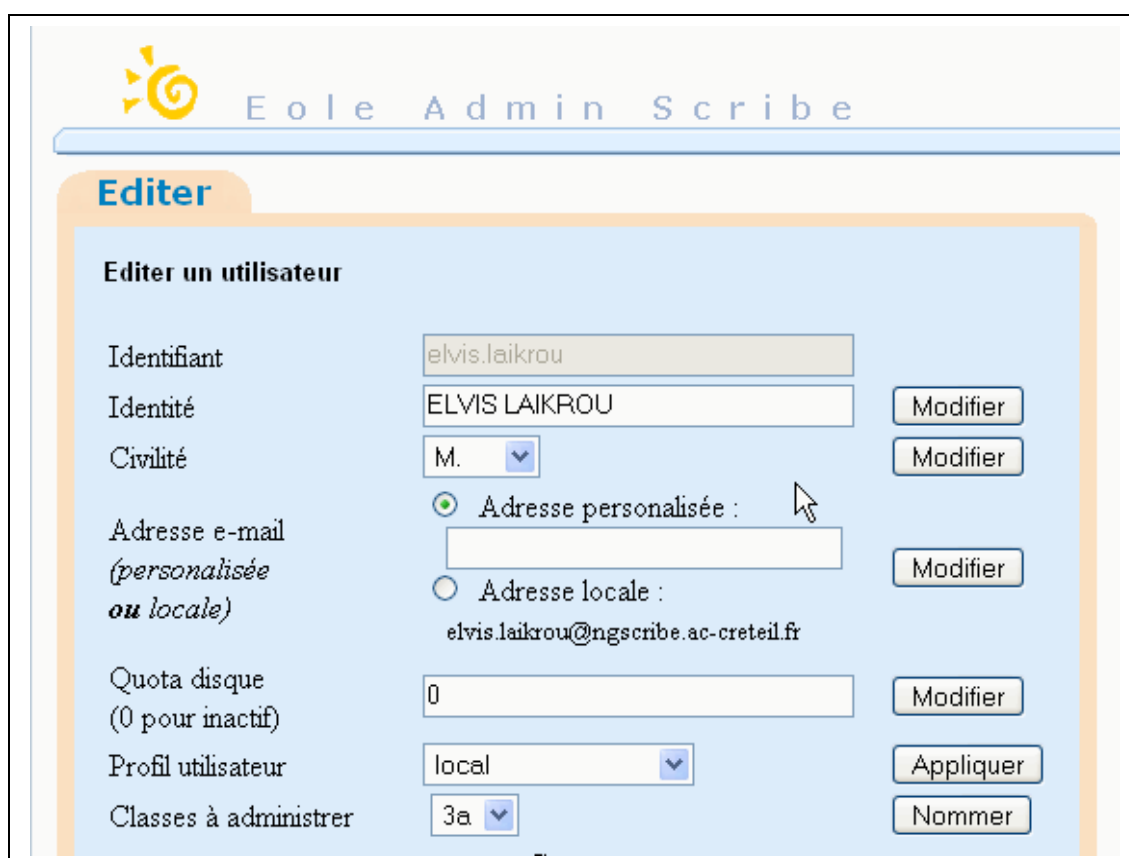 Eole Admin Scribe
Editer
Editer un utilisateur
Identifiant elvis.laikrou
Identité ELVIS LAIKROU Modifier
Civilité M. Modifier
Adresse e-mail
(personalisée
ou locale)
Adresse personalisée :
Modifier
Adresse locale :
elvis.laikrou@ngscribe.ac-creteil.fr
Quota disque
(0 pour inactif)
0 Modifier
Profil utilisateur local Appliquer
Classes à administrer 3a Nommer